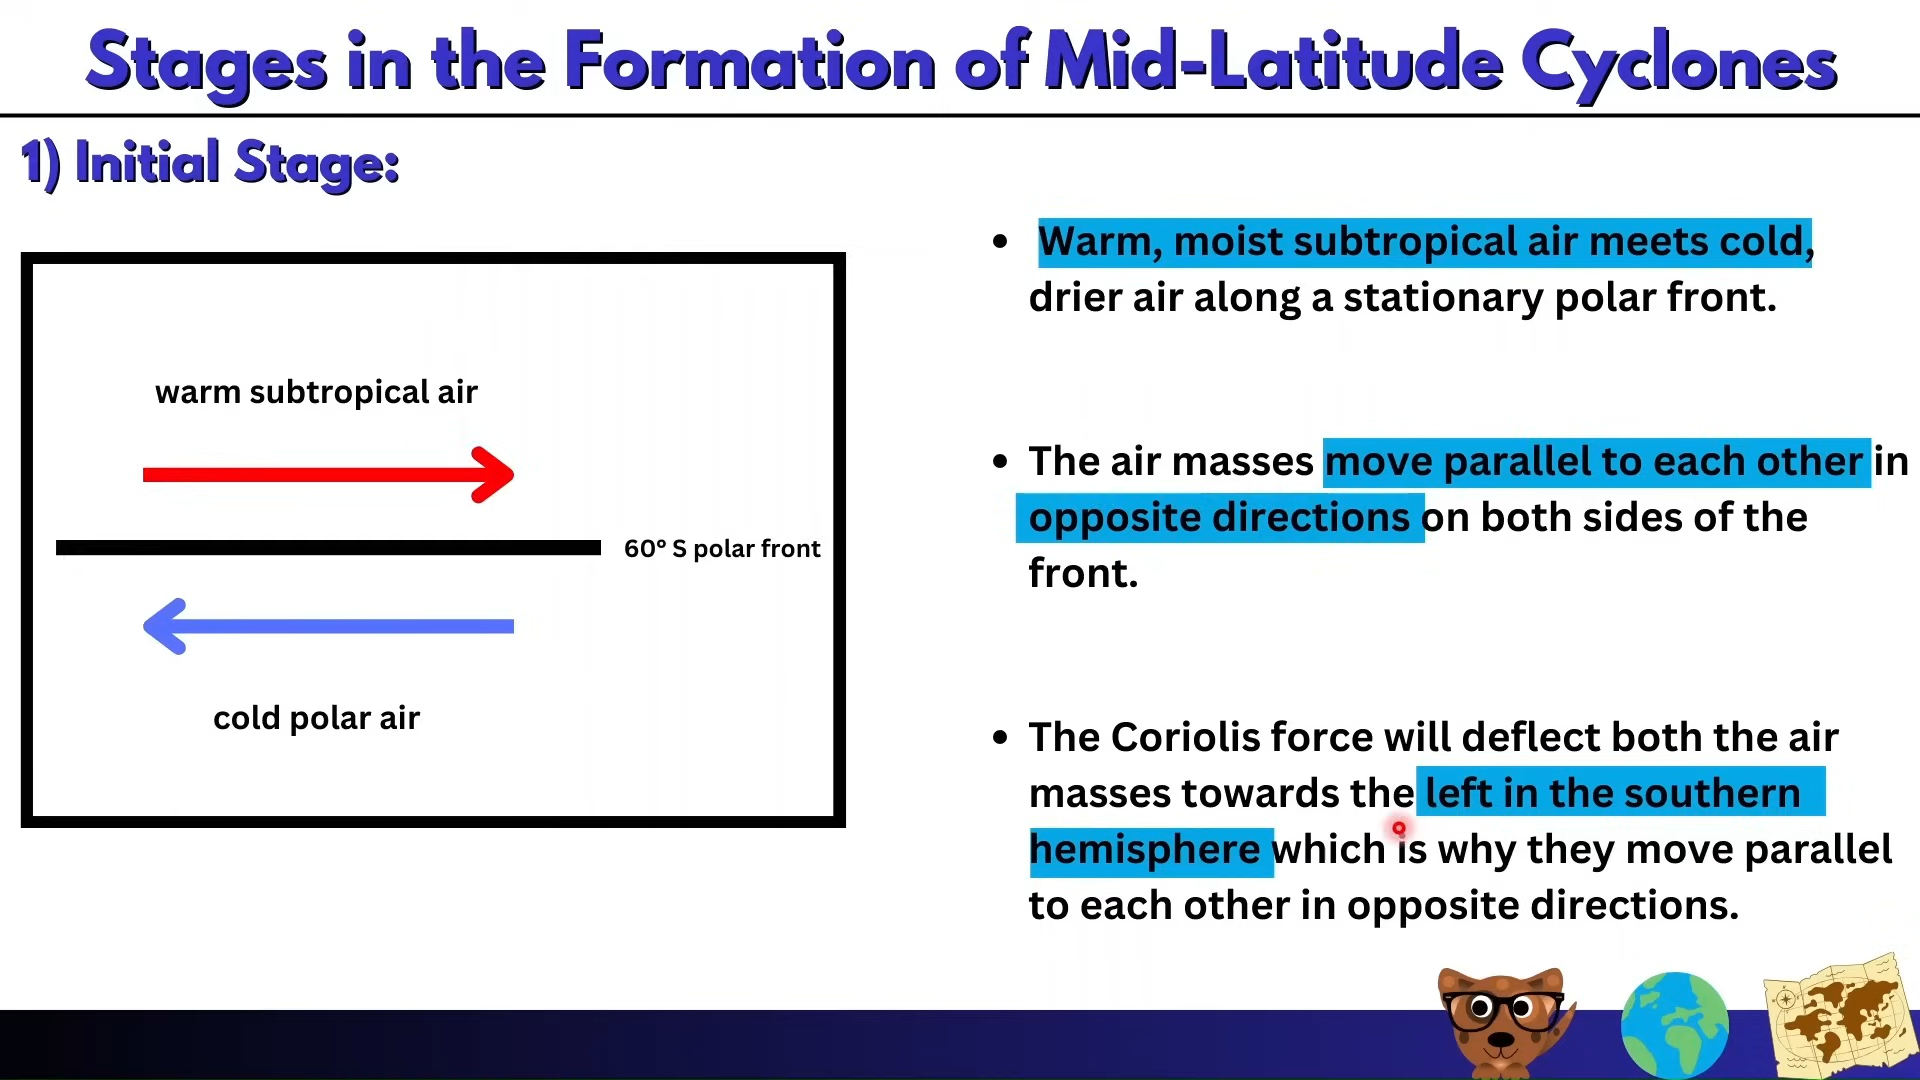 Stages in the Formation of Mid-Latitude Cyclones
1) Initial Stage:
warm subtropical air
60° S polar front
cold polar air
• Warm, moist subtropical air meets cold,
drier air along a stationary polar front.
• The air masses move parallel to each other in
opposite directions on both sides of the
front.
• The Coriolis force will deflect both the air
masses towards the left in the southern
hemisphere which is why they move parallel
to each other in opposite directions.